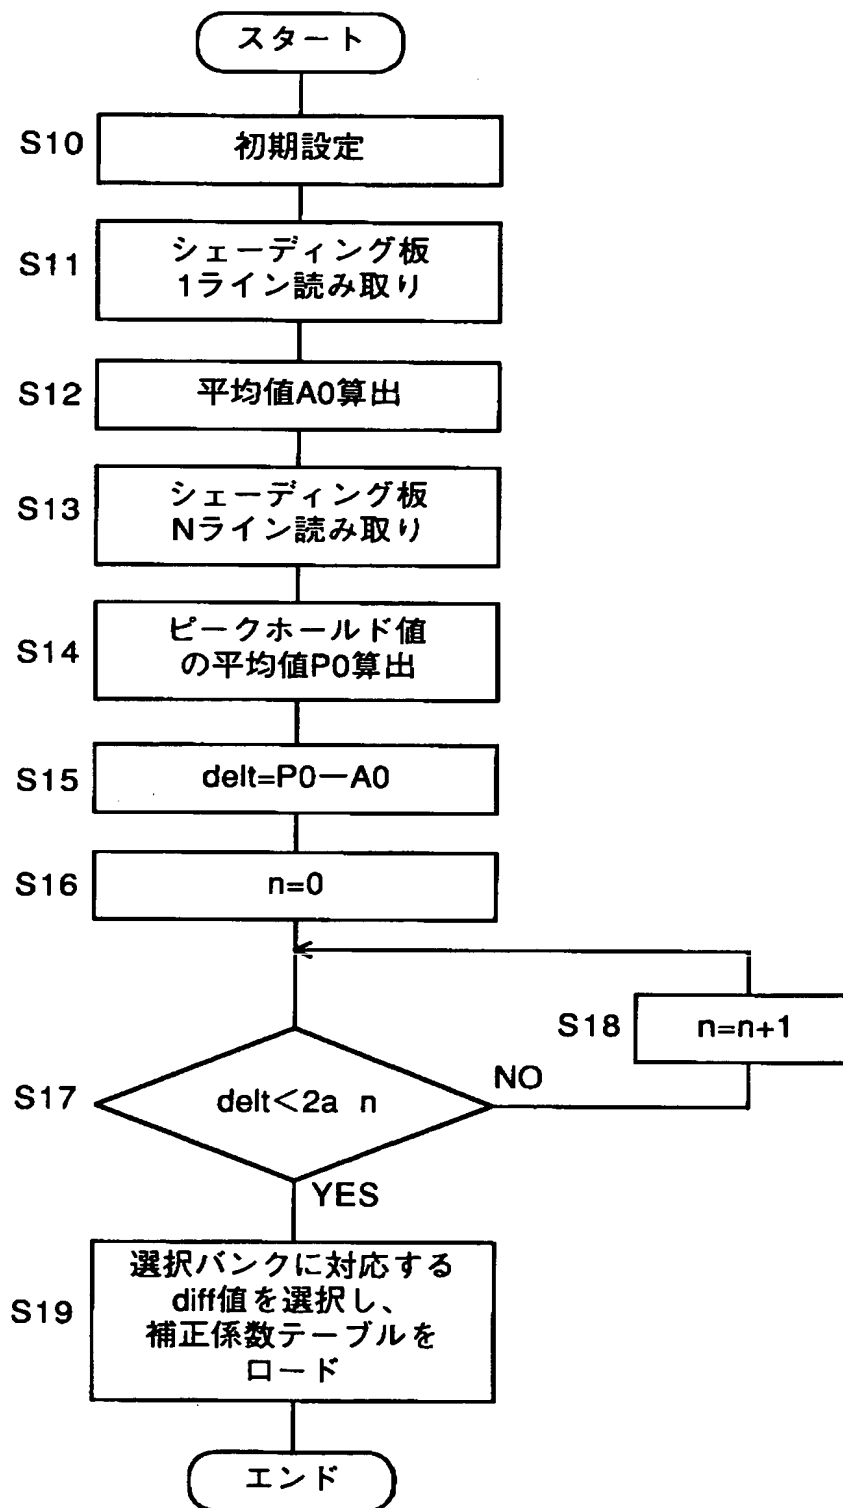 スタート
S10
初期設定
S11
シェーディング板
1ライン読み取り
S12
平均値A0算出
S13
シェーディング板
Nライン読み取り
S14
ピークホールド値
の平均値P0算出
S15
delt=P0－A0
S16
n=0
S18
n=n+1
S17
delt＜2a n
NO
YES
S19
選択バンクに対応する
diff値を選択し、
補正係数テーブルを
ロード
エンド